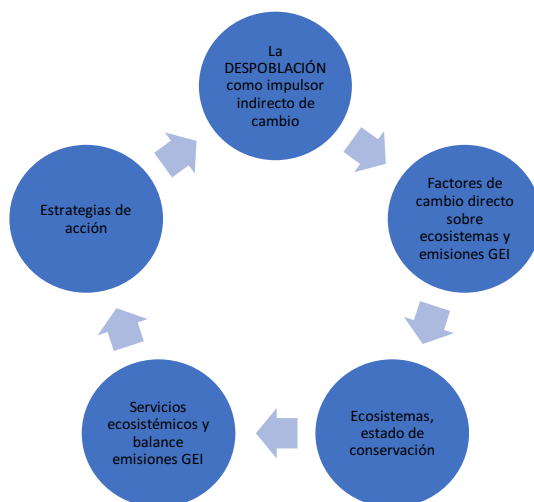 La
DESPOBLACIÓN
como impulsor
indirecto de
cambio
Factores de
cambio directo
sobre
ecosistemas y
emisiones GEI
Ecosistemas,
estado de
conservación
Servicios
ecosistémicos y
balance
emisiones GEI
Estrategias de
acción